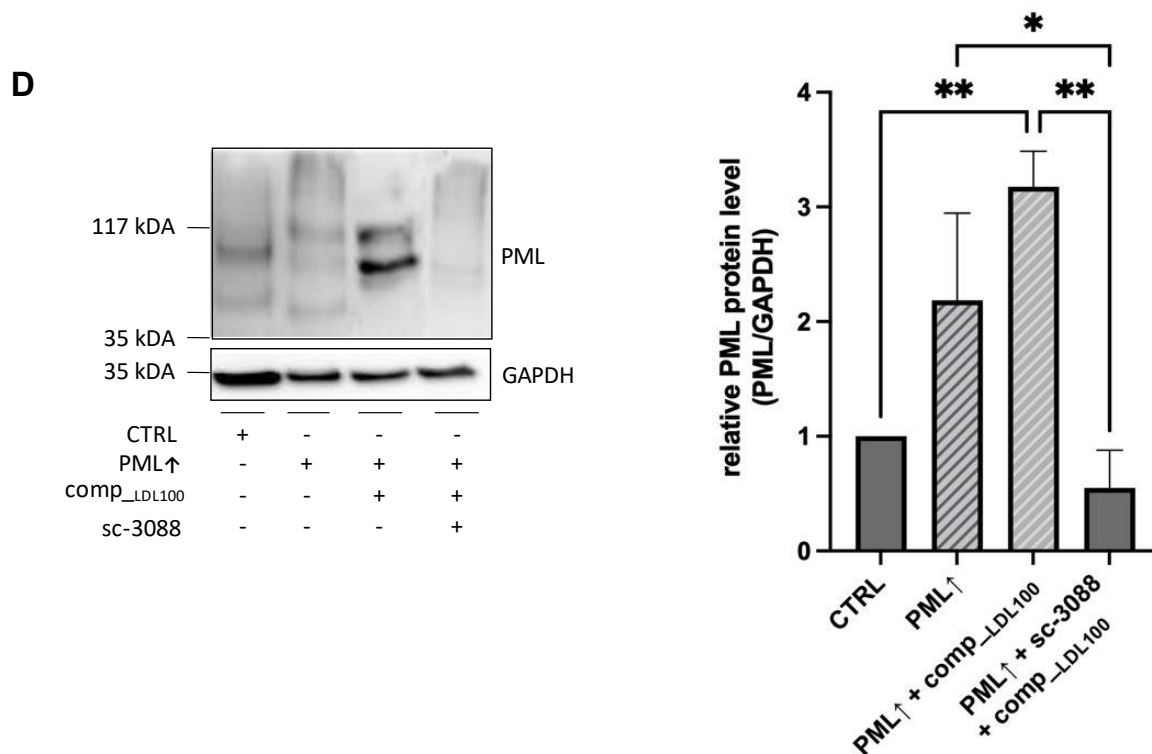 D
117 kDA
PML
35 kDA
35 kDA
GAPDH
CTRL + - - -
PML↑ - + + +
comp_LDL100 - - + +
sc-3088 - - - +
*
** **
relative PML protein level
(PML/GAPDH)
4
3
2
1
0
CTRL
PML↑
PML↑ + comp_LDL100
PML↑ + sc-3088
+ comp_LDL100